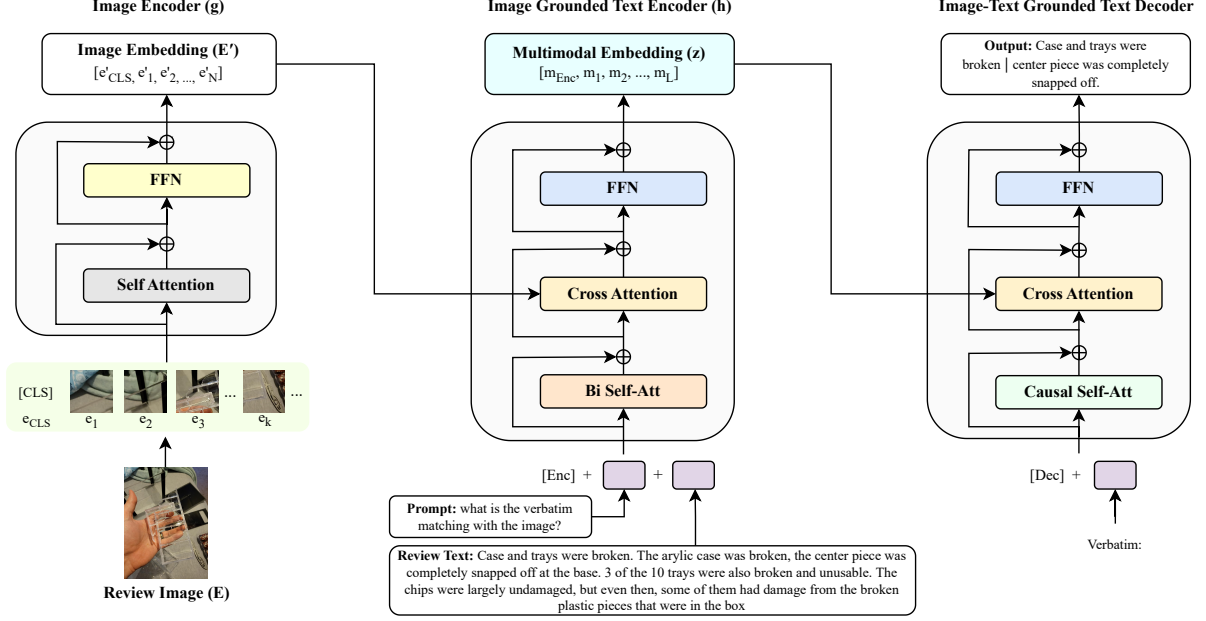 Image Encoder (g)
Image Embedding (E′)
[e'CLS, e'1, e'2, ..., e'N]
FFN
Self Attention
[CLS]
... ...
eCLS e1 e2 e3 ek
Review Image (E)
Image Grounded Text Encoder (h)
Multimodal Embedding (z)
[mEnc, m1, m2, ..., mL]
FFN
Cross Attention
Bi Self-Att
[Enc] + +
Prompt: what is the verbatim
matching with the image?
Review Text: Case and trays were broken. The arylic case was broken, the center piece was
completely snapped off at the base. 3 of the 10 trays were also broken and unusable. The
chips were largely undamaged, but even then, some of them had damage from the broken
plastic pieces that were in the box
Image-Text Grounded Text Decoder
Output: Case and trays were
broken | center piece was completely
snapped off.
FFN
Cross Attention
Causal Self-Att
[Dec] +
Verbatim: